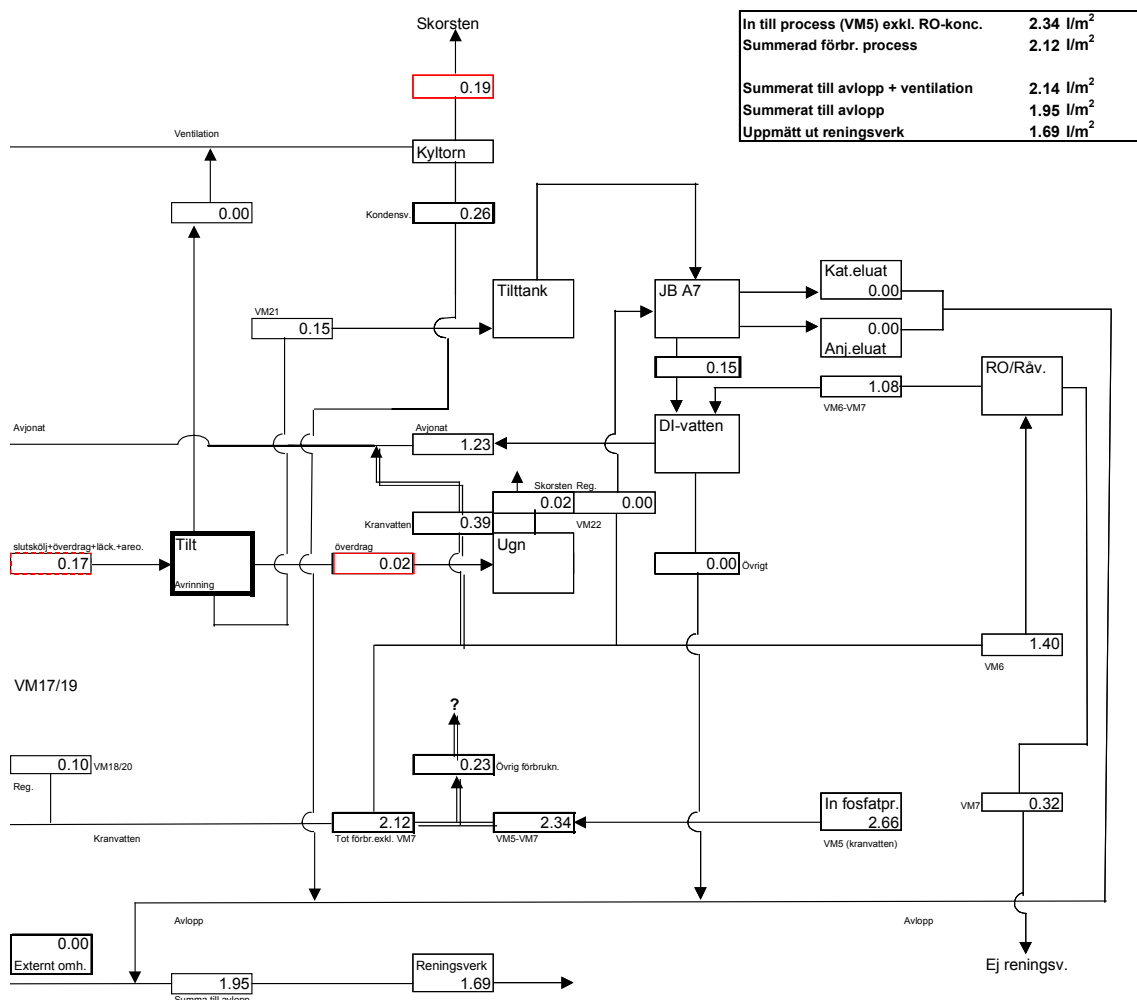 Skorsten
In till process (VM5) exkl. RO-konc. 2.34 l/m²
Summerad förbr. process 2.12 l/m²
Summerat till avlopp + ventilation 2.14 l/m²
Summerat till avlopp 1.95 l/m²
Uppmätt ut reningsverk 1.69 l/m²
0.19
Ventilation
Kyltorn
0.00
Kondensv.
0.26
Tilttank
JB A7
Kat.eluat
0.00
VM21
0.15
0.00
Anj.eluat
0.15
RO/Råv.
1.08
VM6-VM7
Avjonat
Avjonat
1.23
DI-vatten
Skorsten
Reg.
0.02
0.00
Kranvatten
0.39
VM22
slutskölj+överdrag+läck.+areo.
0.17
Tilt
Avrinning
överdrag
0.02
Ugn
0.00
Övrigt
1.40
VM6
VM17/19
?
0.10
VM18/20
Reg.
0.23
Övrig förbrukn.
In fosfatpr.
2.66
VM5 (kranvatten)
VM7
0.32
Kranvatten
2.12
Tot förbr.exkl. VM7
2.34
VM5-VM7
Avlopp
Avlopp
0.00
Externt omh.
1.95
Summa till avlopp
Reningsverk
1.69
Ej reningsv.